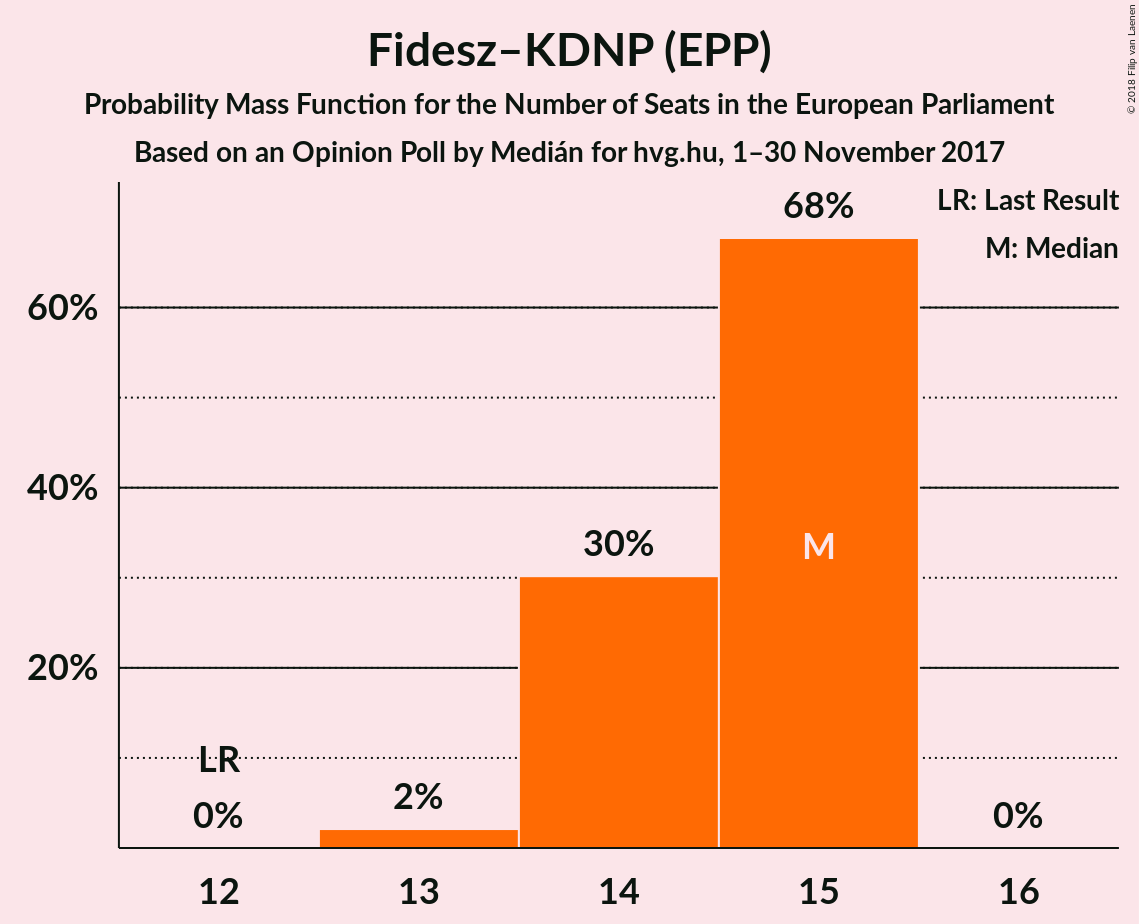 Fidesz–KDNP (EPP)
Probability Mass Function for the Number of Seats in the European Parliament
Based on an Opinion Poll by Medián for hvg.hu, 1–30 November 2017
© 2018 Filip van Laenen
LR: Last Result
M: Median
68%
60%
40%
30%
M
20%
LR
2%
0%
0%
12
13
14
15
16